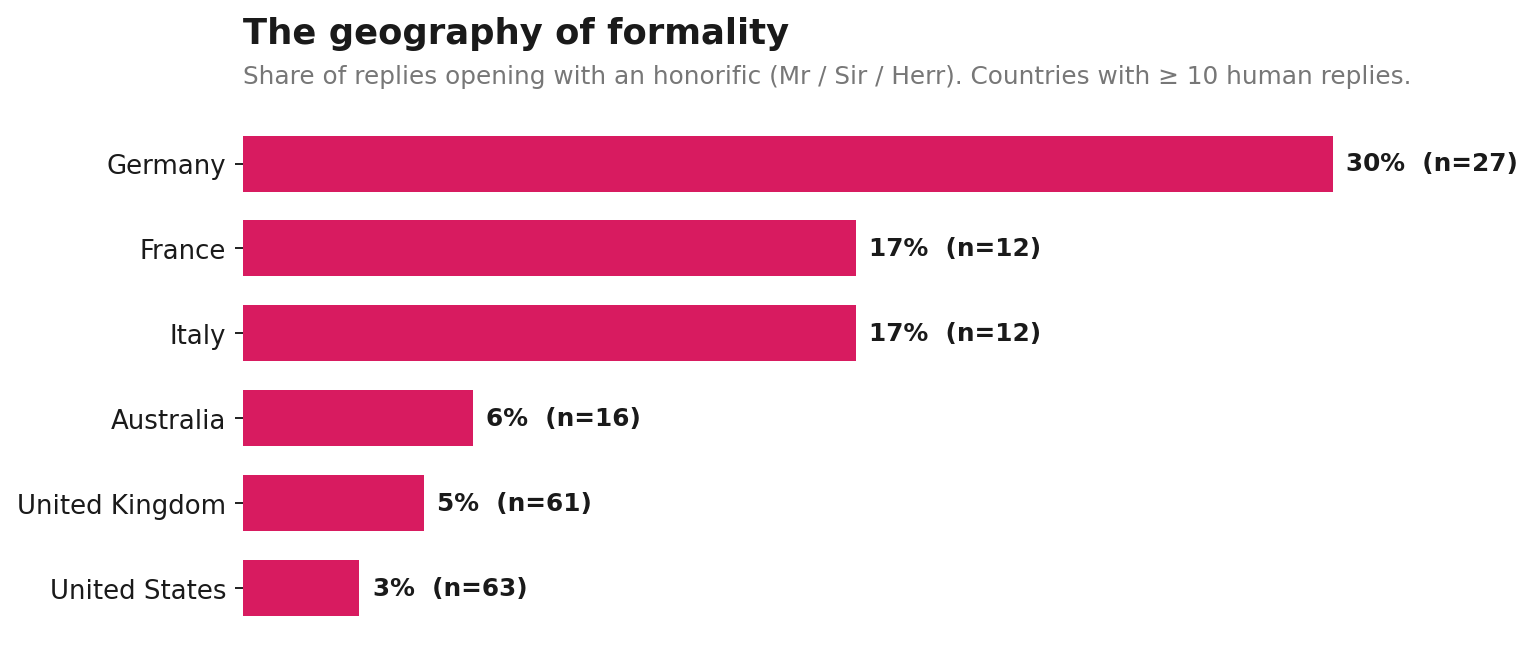 The geography of formality
Share of replies opening with an honorific (Mr / Sir / Herr). Countries with ≥ 10 human replies.
Germany 30% (n=27)
France 17% (n=12)
Italy 17% (n=12)
Australia 6% (n=16)
United Kingdom 5% (n=61)
United States 3% (n=63)